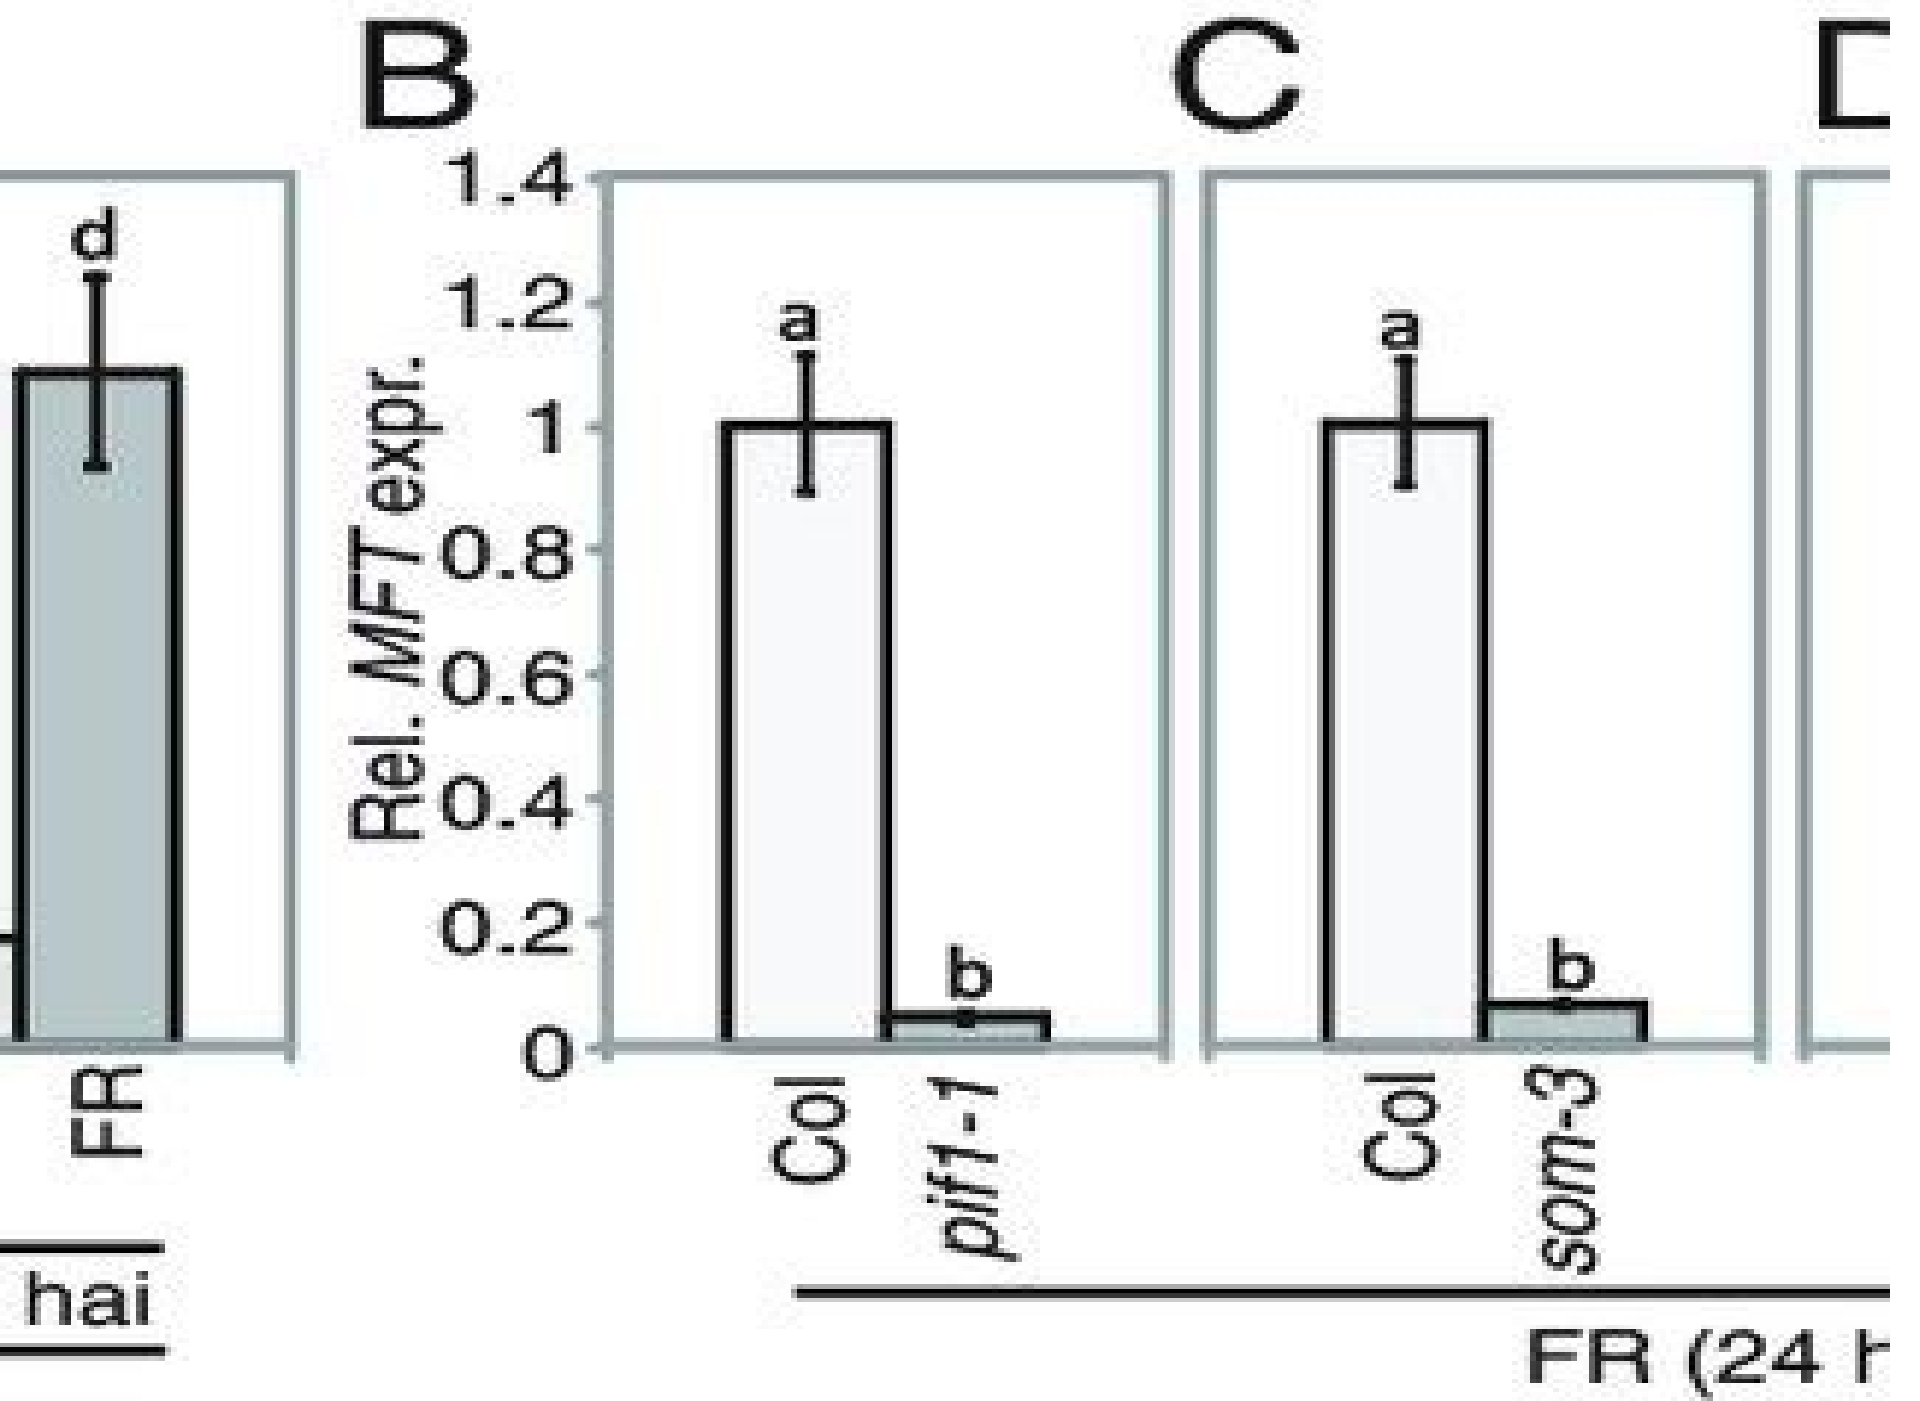 B
C
D
1.4
1.2
1
0.8
0.6
0.4
0.2
0
Rel. MFT expr.
d
a
b
a
b
FR
Col
pif1-1
Col
som-3
hai
FR (24 h